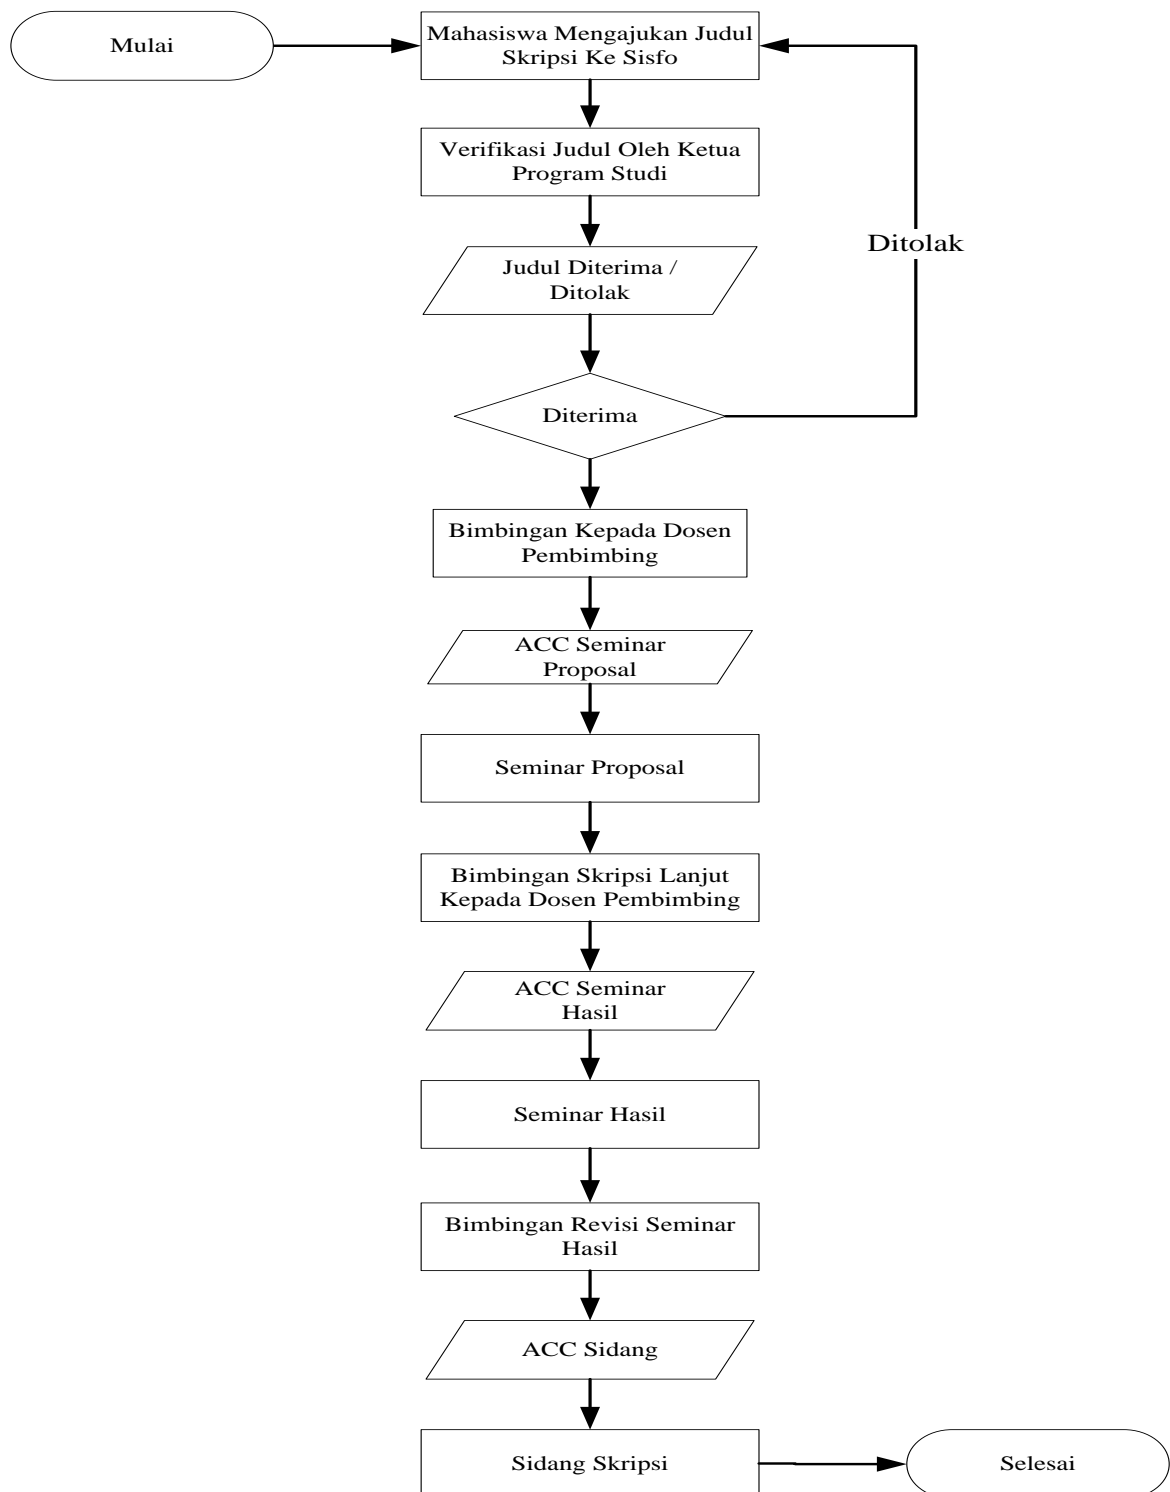 Mulai
Mahasiswa Mengajukan Judul
Skripsi Ke Sisfo
Verifikasi Judul Oleh Ketua
Program Studi
Ditolak
Judul Diterima /
Ditolak
Diterima
Bimbingan Kepada Dosen
Pembimbing
ACC Seminar
Proposal
Seminar Proposal
Bimbingan Skripsi Lanjut
Kepada Dosen Pembimbing
ACC Seminar
Hasil
Seminar Hasil
Bimbingan Revisi Seminar
Hasil
ACC Sidang
Sidang Skripsi
Selesai